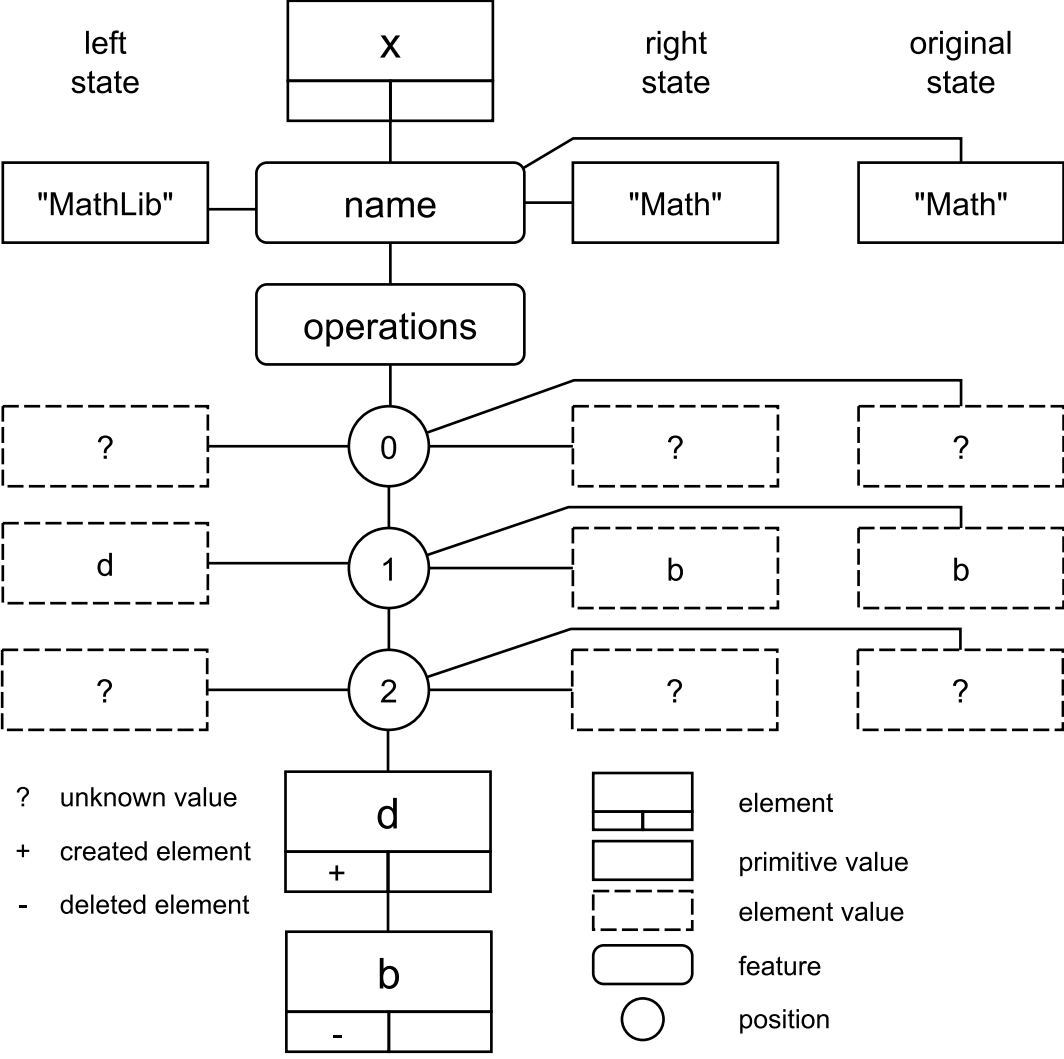 left
state
x
right
state
original
state
"MathLib"
name
"Math"
"Math"
operations
?
0
?
?
d
1
b
b
?
2
?
?
d
+
b
-
? unknown value
+ created element
- deleted element
element
primitive value
element value
feature
position